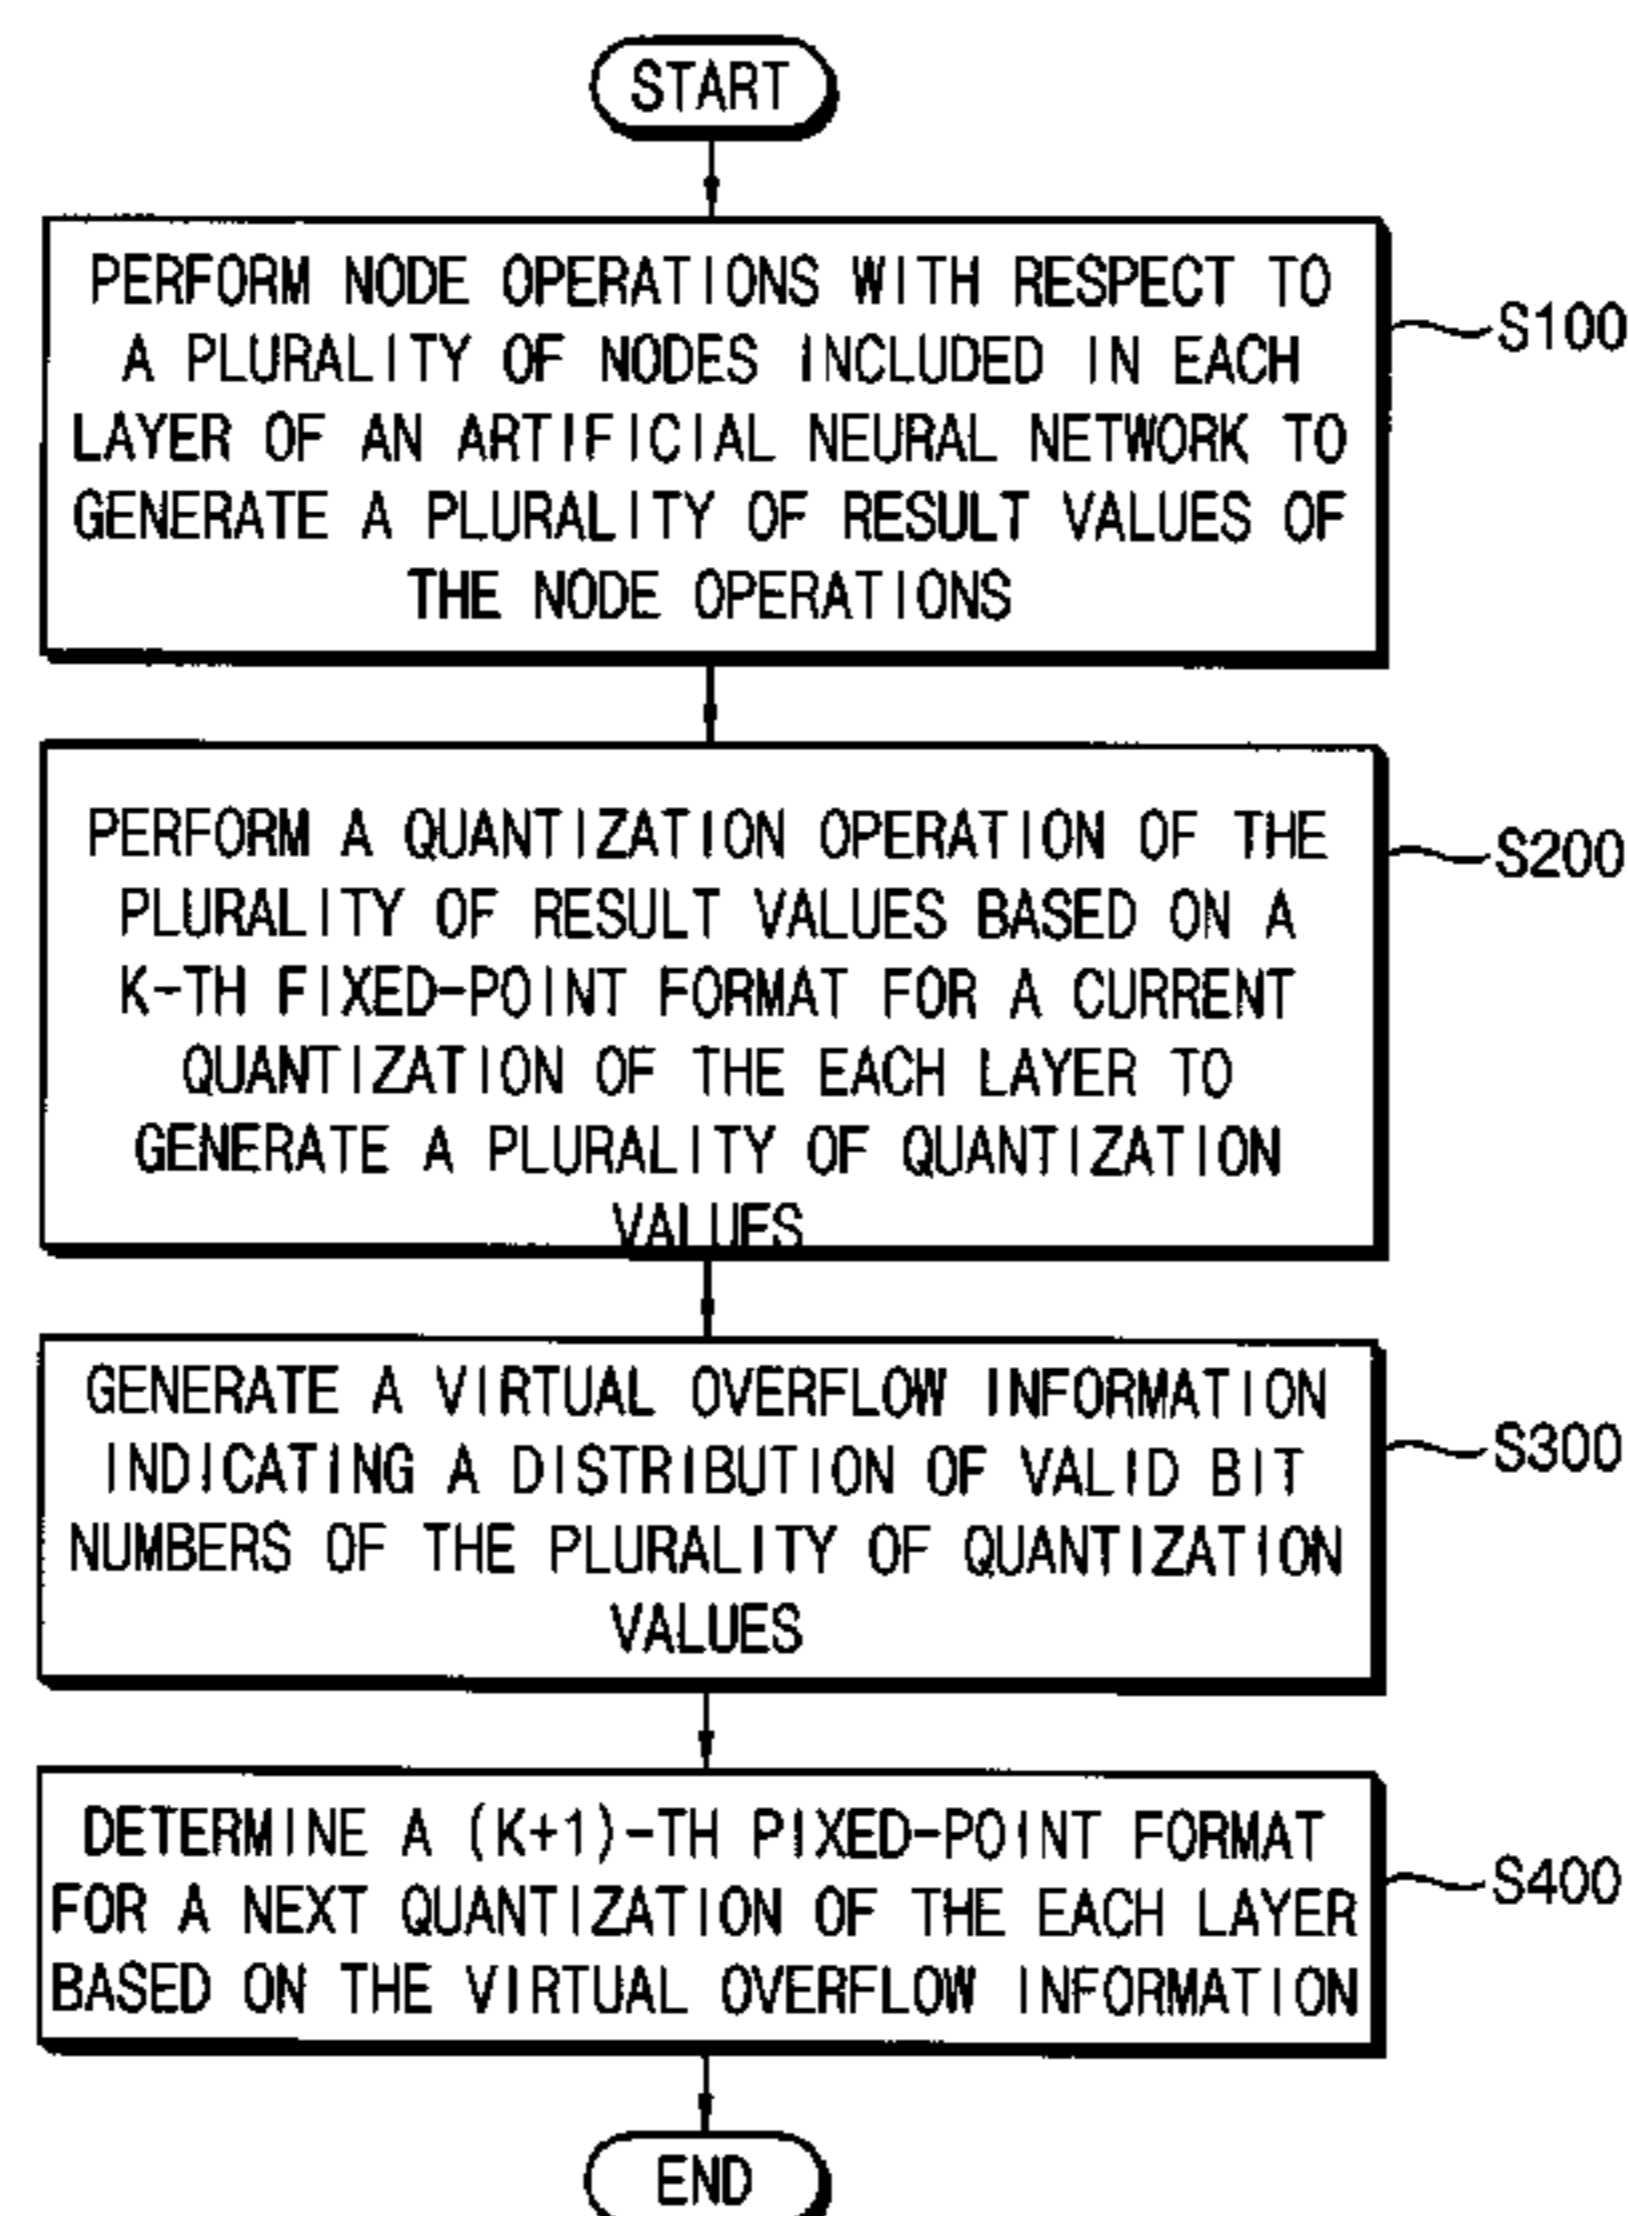 START
PERFORM NODE OPERATIONS WITH RESPECT TO
A PLURALITY OF NODES INCLUDED IN EACH
LAYER OF AN ARTIFICIAL NEURAL NETWORK TO
GENERATE A PLURALITY OF RESULT VALUES OF
THE NODE OPERATIONS
S100
PERFORM A QUANTIZATION OPERATION OF THE
PLURALITY OF RESULT VALUES BASED ON A
K-TH FIXED-POINT FORMAT FOR A CURRENT
QUANTIZATION OF THE EACH LAYER TO
GENERATE A PLURALITY OF QUANTIZATION
VALUES
S200
GENERATE A VIRTUAL OVERFLOW INFORMATION
INDICATING A DISTRIBUTION OF VALID BIT
NUMBERS OF THE PLURALITY OF QUANTIZATION
VALUES
S300
DETERMINE A (K+1)-TH PIXED-POINT FORMAT
FOR A NEXT QUANTIZATION OF THE EACH LAYER
BASED ON THE VIRTUAL OVERFLOW INFORMATION
S400
END